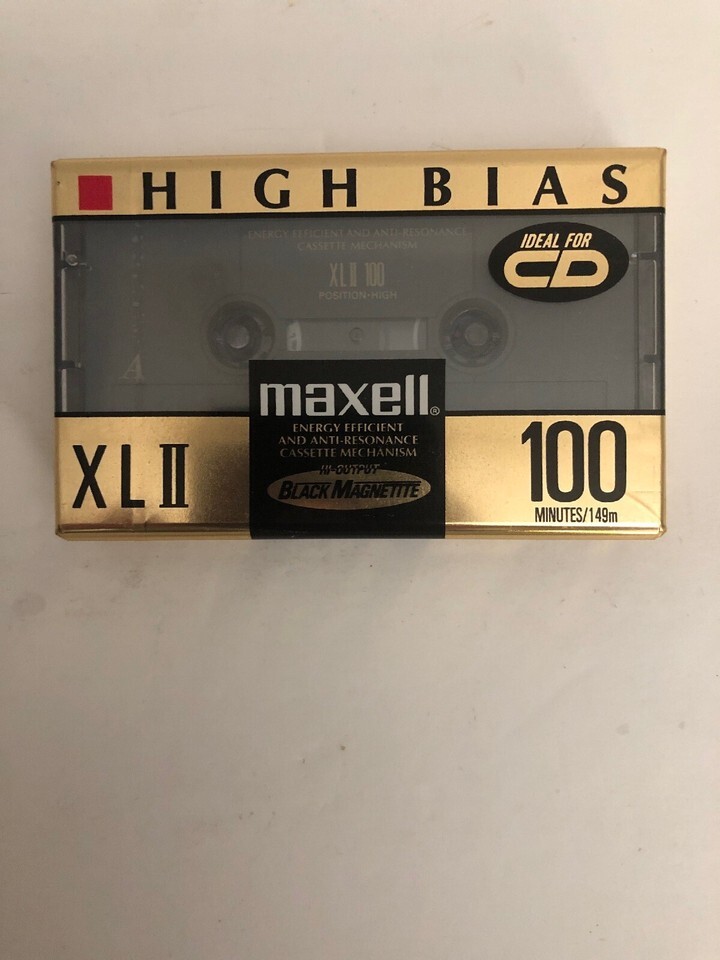 HIGH BIAS
IDEAL FOR
CD
ENERGY EFFICIENT AND ANTI-RESONANCE
CASSETTE MECHANISM
XLII 100
POSITION·HIGH
A
maxell®
ENERGY EFFICIENT
AND ANTI-RESONANCE
CASSETTE MECHANISM
HI-OUTPUT
BLACK MAGNETITE
XLII
100
MINUTES/149m